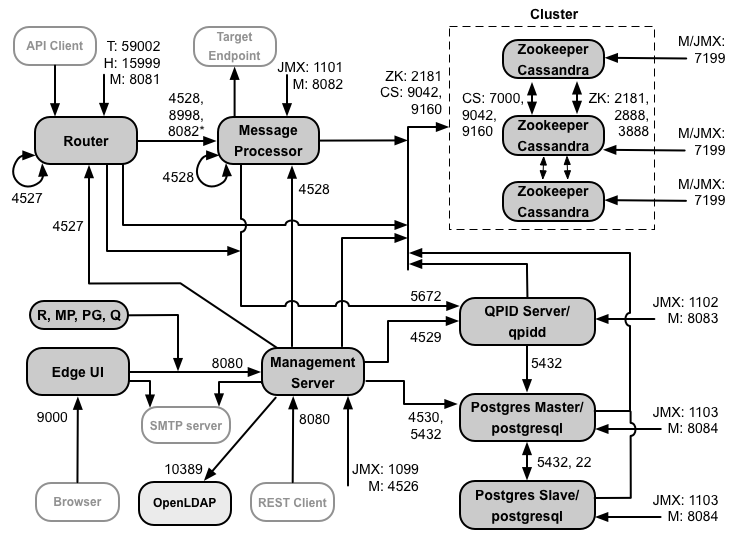 Cluster
API Client
T: 59002
H: 15999
M: 8081
Target
Endpoint
JMX: 1101
M: 8082
ZK: 2181
CS: 9042,
9160
Zookeeper
Cassandra
M/JMX:
7199
CS: 7000,
9042,
9160
ZK: 2181,
2888,
3888
4528,
8998,
8082*
Router
Message
Processor
Zookeeper
Cassandra
M/JMX:
7199
4527
4528
4528
Zookeeper
Cassandra
M/JMX:
7199
4527
5672
R, MP, PG, Q
QPID Server/
qpidd
JMX: 1102
M: 8083
4529
Edge UI
8080
Management
Server
5432
9000
SMTP server
8080
4530,
5432
Postgres Master/
postgresql
JMX: 1103
M: 8084
10389
JMX: 1099
M: 4526
5432, 22
Browser
OpenLDAP
REST Client
Postgres Slave/
postgresql
JMX: 1103
M: 8084